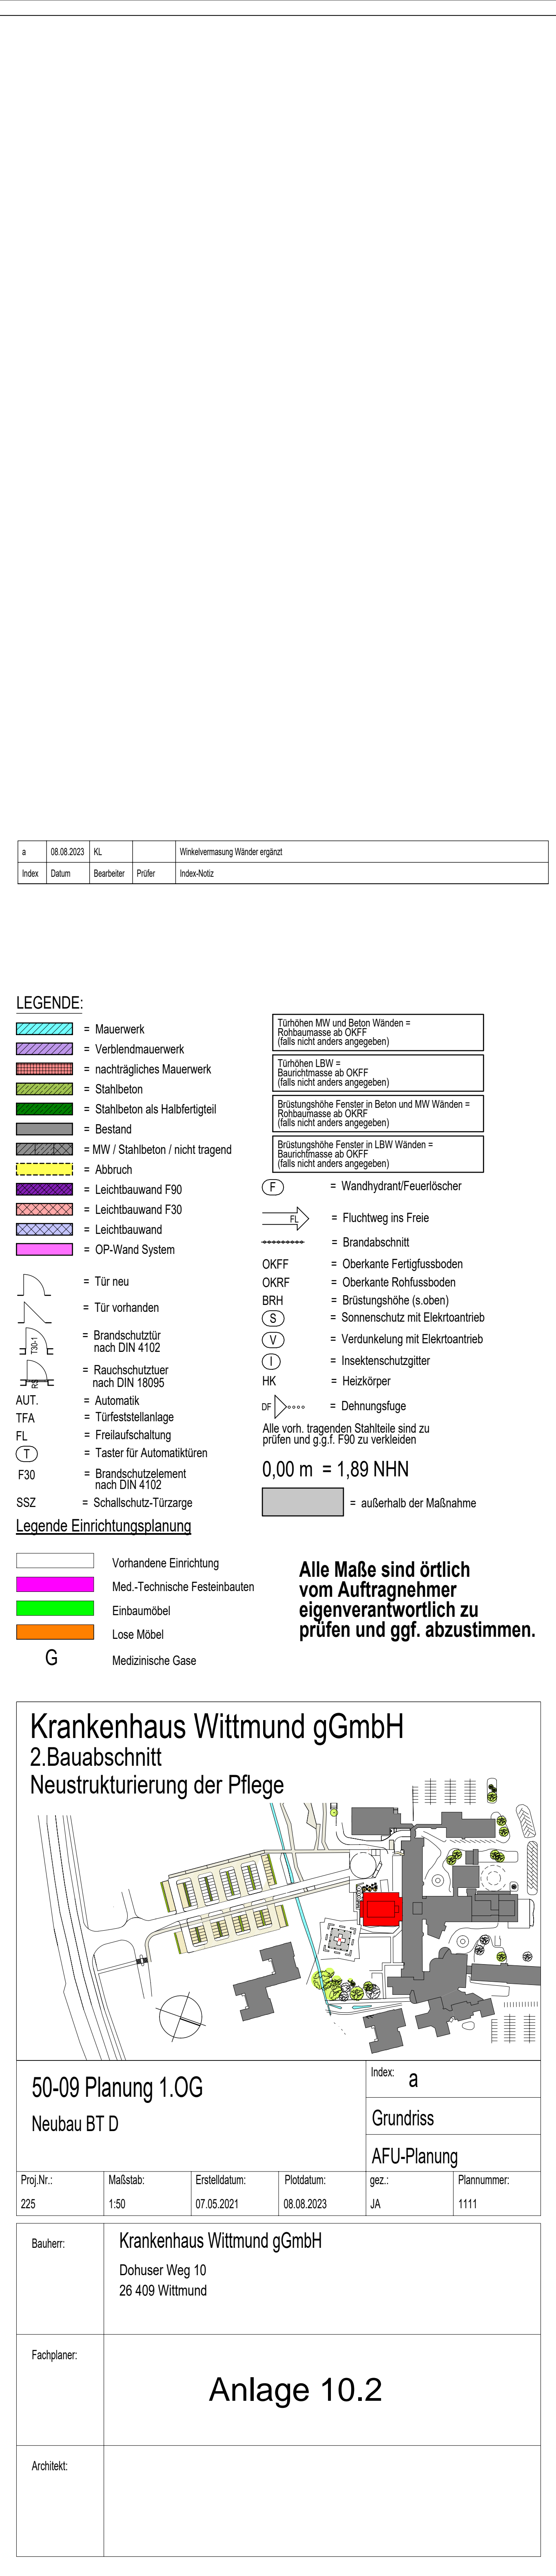 a 08.08.2023 KL Winkelvermasung Wänder ergänzt
Index Datum Bearbeiter Prüfer Index-Notiz
LEGENDE:
= Mauerwerk
= Verblendmauerwerk
= nachträgliches Mauerwerk
= Stahlbeton
= Stahlbeton als Halbfertigteil
= Bestand
= MW / Stahlbeton / nicht tragend
= Abbruch
= Leichtbauwand F90
= Leichtbauwand F30
= Leichtbauwand
= OP-Wand System
= Tür neu
= Tür vorhanden
T30-1 = Brandschutztür
nach DIN 4102
RS = Rauchschutztuer
nach DIN 18095
AUT. = Automatik
TFA = Türfeststellanlage
FL = Freilaufschaltung
T = Taster für Automatiktüren
F30 = Brandschutzelement
nach DIN 4102
SSZ = Schallschutz-Türzarge
Türhöhen MW und Beton Wänden =
Rohbaumasse ab OKFF
(falls nicht anders angegeben)
Türhöhen LBW =
Baurichtmasse ab OKFF
(falls nicht anders angegeben)
Brüstungshöhe Fenster in Beton und MW Wänden =
Rohbaumasse ab OKRF
(falls nicht anders angegeben)
Brüstungshöhe Fenster in LBW Wänden =
Baurichtmasse ab OKFF
(falls nicht anders angegeben)
F = Wandhydrant/Feuerlöscher
FL = Fluchtweg ins Freie
= Brandabschnitt
OKFF = Oberkante Fertigfussboden
OKRF = Oberkante Rohfussboden
BRH = Brüstungshöhe (s.oben)
S = Sonnenschutz mit Elekrtoantrieb
V = Verdunkelung mit Elekrtoantrieb
I = Insektenschutzgitter
HK = Heizkörper
DF = Dehnungsfuge
Alle vorh. tragenden Stahlteile sind zu
prüfen und g.g.f. F90 zu verkleiden
0,00 m = 1,89 NHN
= außerhalb der Maßnahme
Legende Einrichtungsplanung
Vorhandene Einrichtung
Med.-Technische Festeinbauten
Einbaumöbel
Lose Möbel
G Medizinische Gase
Alle Maße sind örtlich
vom Auftragnehmer
eigenverantwortlich zu
prüfen und ggf. abzustimmen.
Krankenhaus Wittmund gGmbH
2.Bauabschnitt
Neustrukturierung der Pflege
50-09 Planung 1.OG
Neubau BT D
Index: a
Grundriss
AFU-Planung
Proj.Nr.: Maßstab: Erstelldatum: Plotdatum: gez.: Plannummer:
225 1:50 07.05.2021 08.08.2023 JA 1111
Bauherr: Krankenhaus Wittmund gGmbH
Dohuser Weg 10
26 409 Wittmund
Fachplaner:
Anlage 10.2
Architekt: